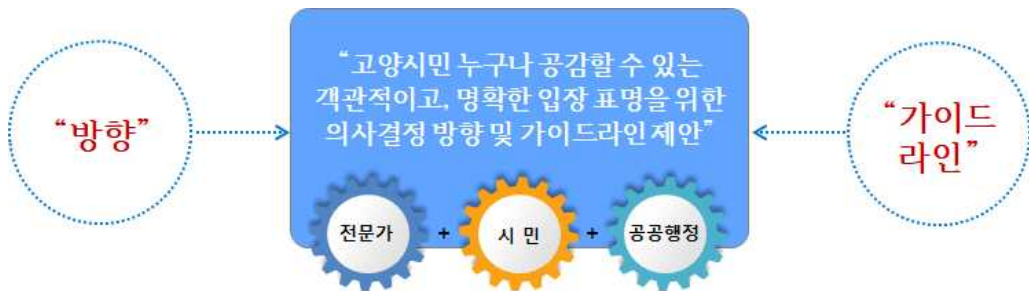 “방향”
“고양시민 누구나 공감할 수 있는
객관적이고, 명확한 입장 표명을 위한
의사결정 방향 및 가이드라인 제안”
전문가 + 시 민 + 공공행정
“가이드
라인”